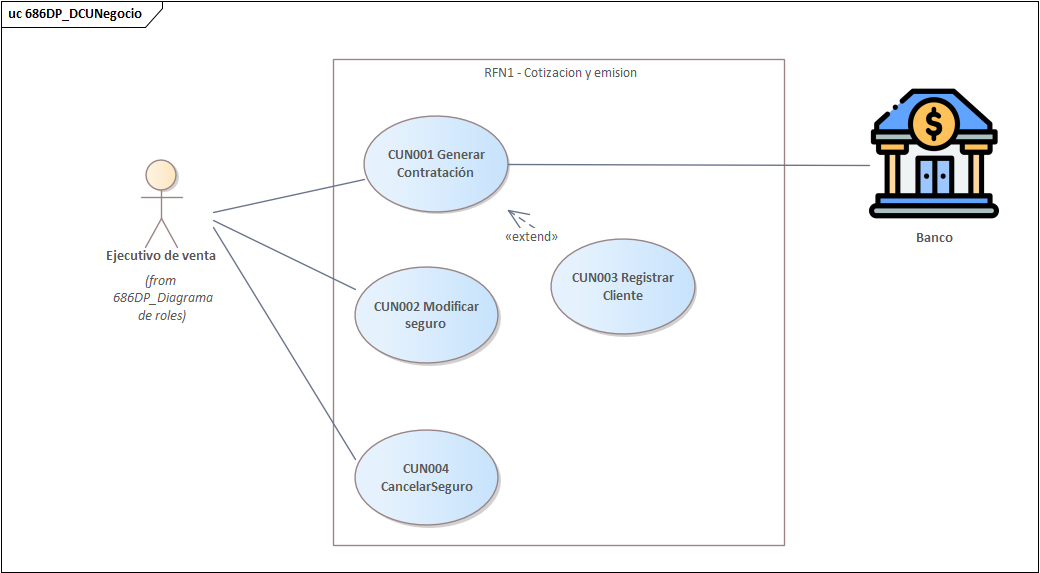 uc 686DP_DCUNegocio
RFN1 - Cotizacion y emision
CUN001 Generar
Contratación
«extend»
CUN003 Registrar
Cliente
CUN002 Modificar
seguro
CUN004
CancelarSeguro
Ejecutivo de venta
(from
686DP_Diagrama
de roles)
$
Banco